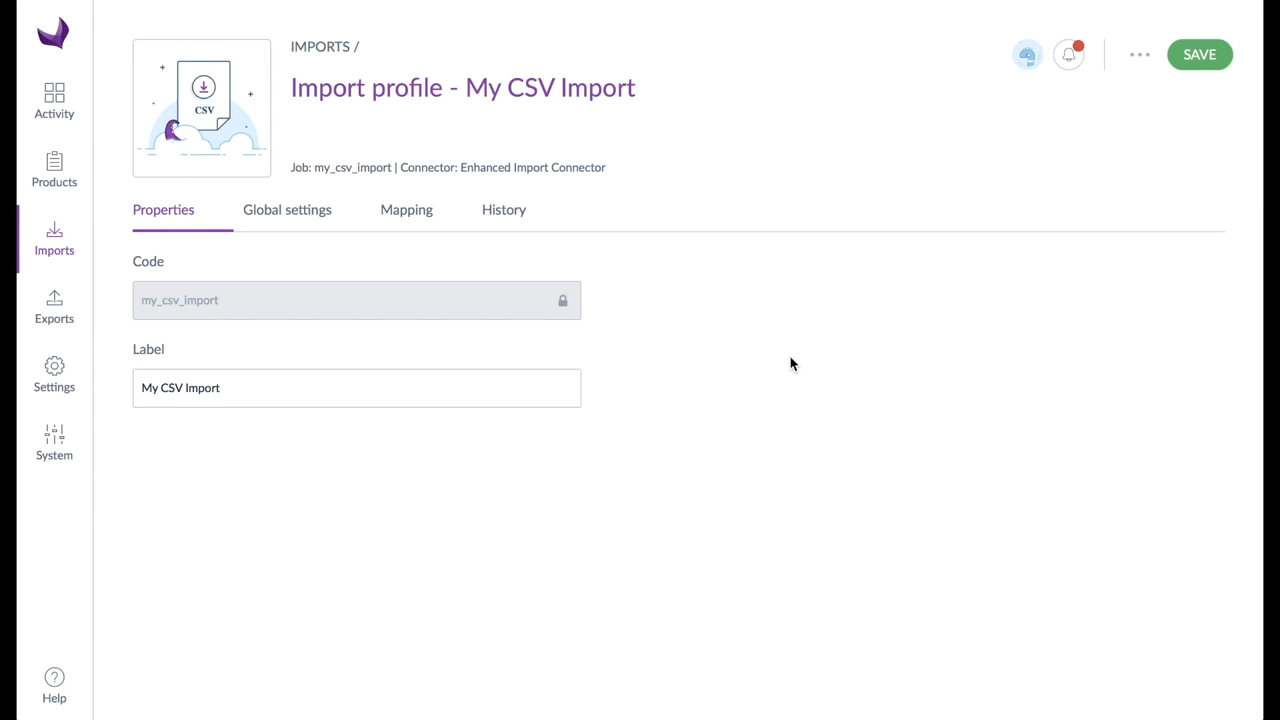 Activity
Products
Imports
Exports
Settings
System
Help
CSV
IMPORTS /
Import profile - My CSV Import
Job: my_csv_import | Connector: Enhanced Import Connector
SAVE
Properties
Global settings
Mapping
History
Code
my_csv_import
Label
My CSV Import